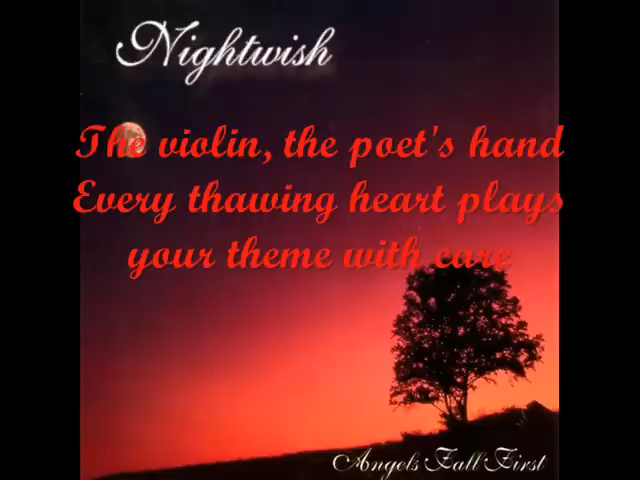 Nightwish
The violin, the poet's hand
Every thawing heart plays
your theme with care
Angels Fall First